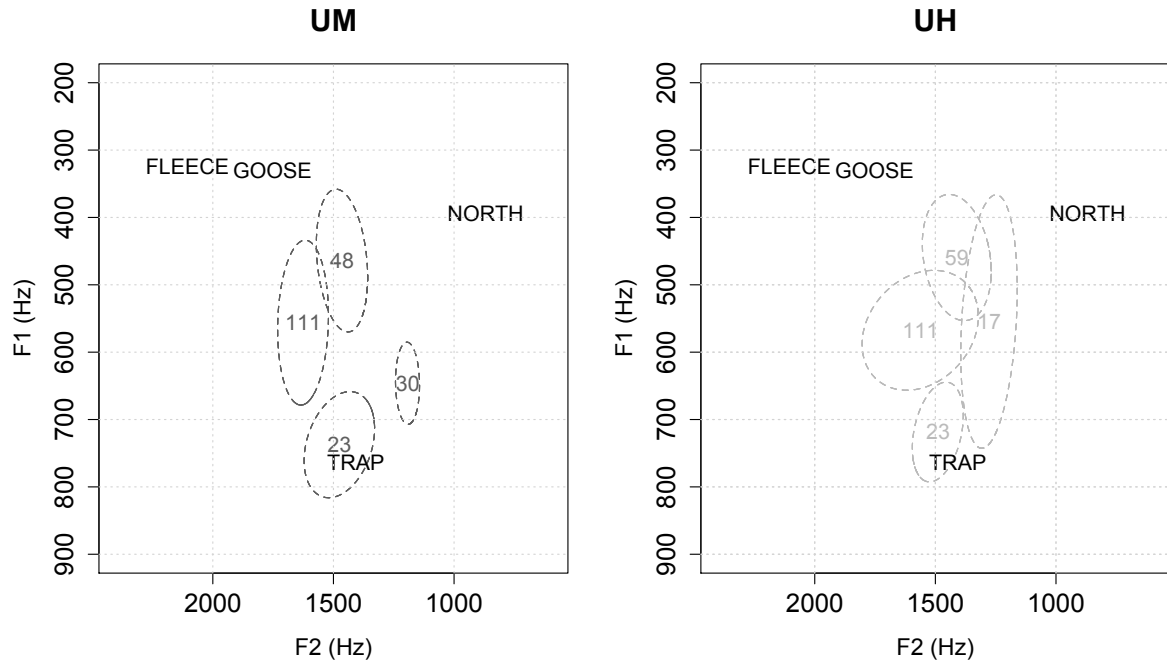 UM
200
300
400
500
600
700
800
900
F1 (Hz)
FLEECE GOOSE
NORTH
48
111
30
23
TRAP
2000 1500 1000
F2 (Hz)
UH
200
300
400
500
600
700
800
900
F1 (Hz)
FLEECE GOOSE
NORTH
59
111
17
23
TRAP
2000 1500 1000
F2 (Hz)